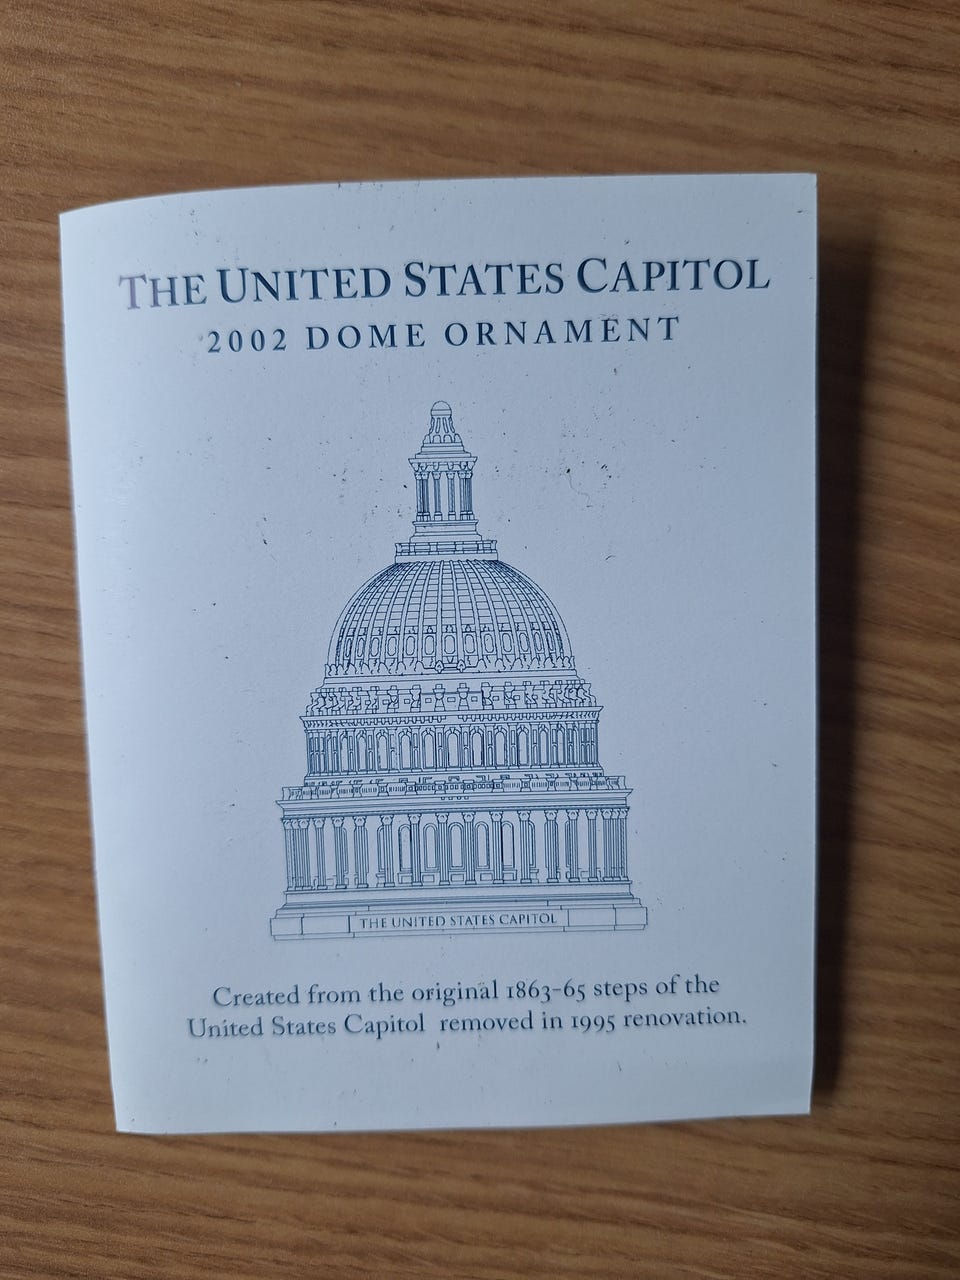 THE UNITED STATES CAPITOL
2002 DOME ORNAMENT
THE UNITED STATES CAPITOL
Created from the original 1863-65 steps of the
United States Capitol removed in 1995 renovation.